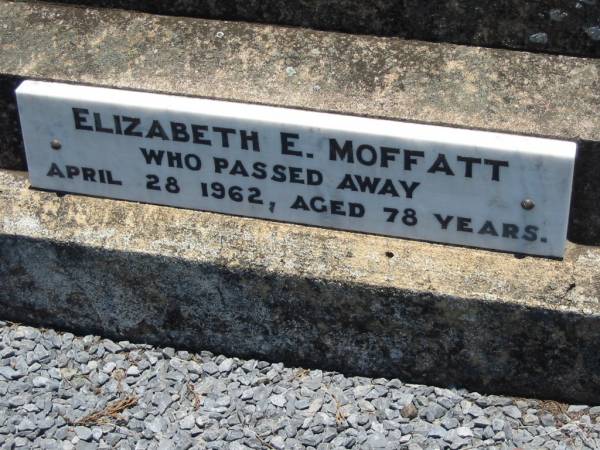 ELIZABETH E. MOFFATT
WHO PASSED AWAY
APRIL 28 1962, AGED 78 YEARS.